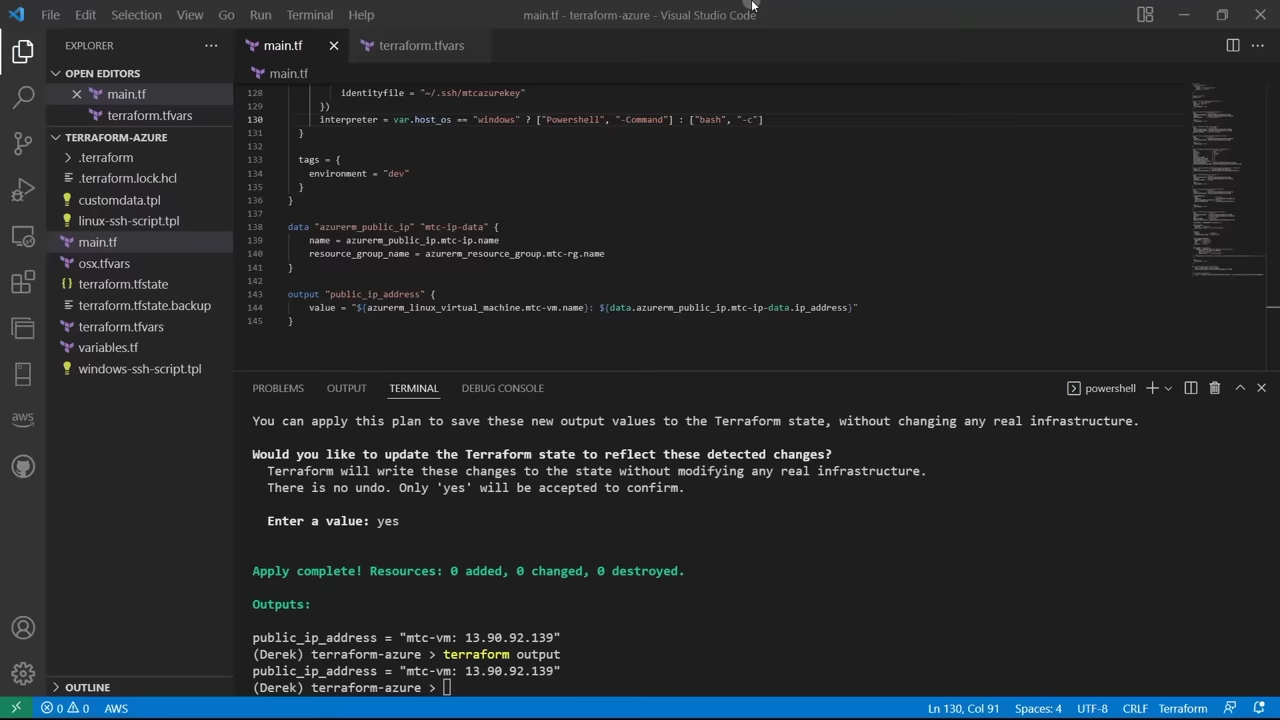 File Edit Selection View Go Run Terminal Help
main.tf - terraform-azure - Visual Studio Code
EXPLORER
OPEN EDITORS
main.tf
terraform.tfvars
TERRAFORM-AZURE
.terraform
.terraform.lock.hcl
customdata.tpl
linux-ssh-script.tpl
main.tf
osx.tfvars
terraform.tfstate
terraform.tfstate.backup
terraform.tfvars
variables.tf
windows-ssh-script.tpl
OUTLINE
aws
main.tf
terraform.tfvars
main.tf
128 identityfile = "~/.ssh/mtcazurekey"
129 })
130 interpreter = var.host_os == "windows" ? ["Powershell", "-Command"] : ["bash", "-c"]
131 }
132
133 tags = {
134 environment = "dev"
135 }
136 }
137
138 data "azurerm_public_ip" "mtc-ip-data" {
139 name = azurerm_public_ip.mtc-ip.name
140 resource_group_name = azurerm_resource_group.mtc-rg.name
141 }
142
143 output "public_ip_address" {
144 value = "${azurerm_linux_virtual_machine.mtc-vm.name}: ${data.azurerm_public_ip.mtc-ip-data.ip_address}"
145 }
PROBLEMS OUTPUT TERMINAL DEBUG CONSOLE
powershell
You can apply this plan to save these new output values to the Terraform state, without changing any real infrastructure.
Would you like to update the Terraform state to reflect these detected changes?
Terraform will write these changes to the state without modifying any real infrastructure.
There is no undo. Only 'yes' will be accepted to confirm.
Enter a value: yes
Apply complete! Resources: 0 added, 0 changed, 0 destroyed.
Outputs:
public_ip_address = "mtc-vm: 13.90.92.139"
(Derek) terraform-azure > terraform output
public_ip_address = "mtc-vm: 13.90.92.139"
(Derek) terraform-azure >
0 0 AWS
Ln 130, Col 91 Spaces: 4 UTF-8 CRLF Terraform